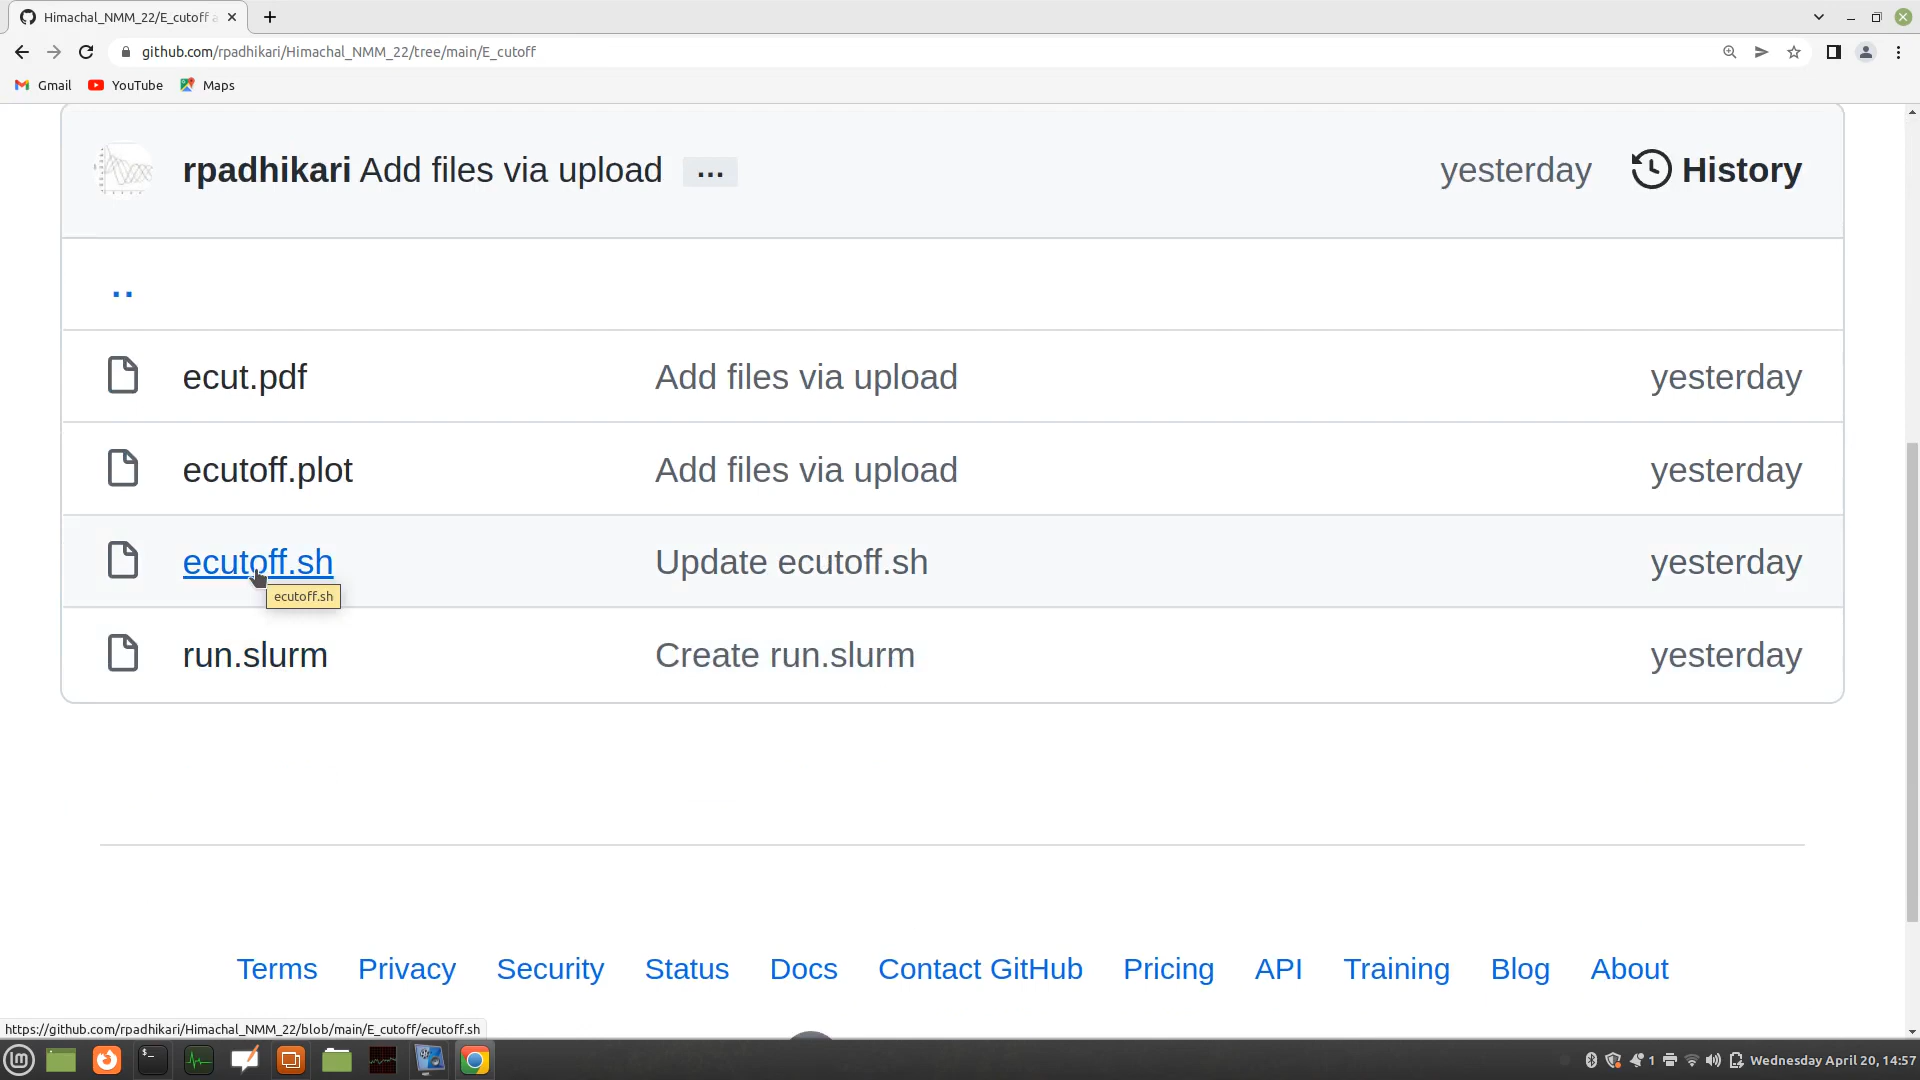 Himachal_NMM_22/E_cutoff a
github.com/rpadhikari/Himachal_NMM_22/tree/main/E_cutoff
Gmail YouTube Maps
rpadhikari Add files via upload ... yesterday History
..
ecut.pdf Add files via upload yesterday
ecutoff.plot Add files via upload yesterday
ecutoff.sh Update ecutoff.sh yesterday
ecutoff.sh
run.slurm Create run.slurm yesterday
Terms Privacy Security Status Docs Contact GitHub Pricing API Training Blog About
https://github.com/rpadhikari/Himachal_NMM_22/blob/main/E_cutoff/ecutoff.sh
1 Wednesday April 20, 14:57